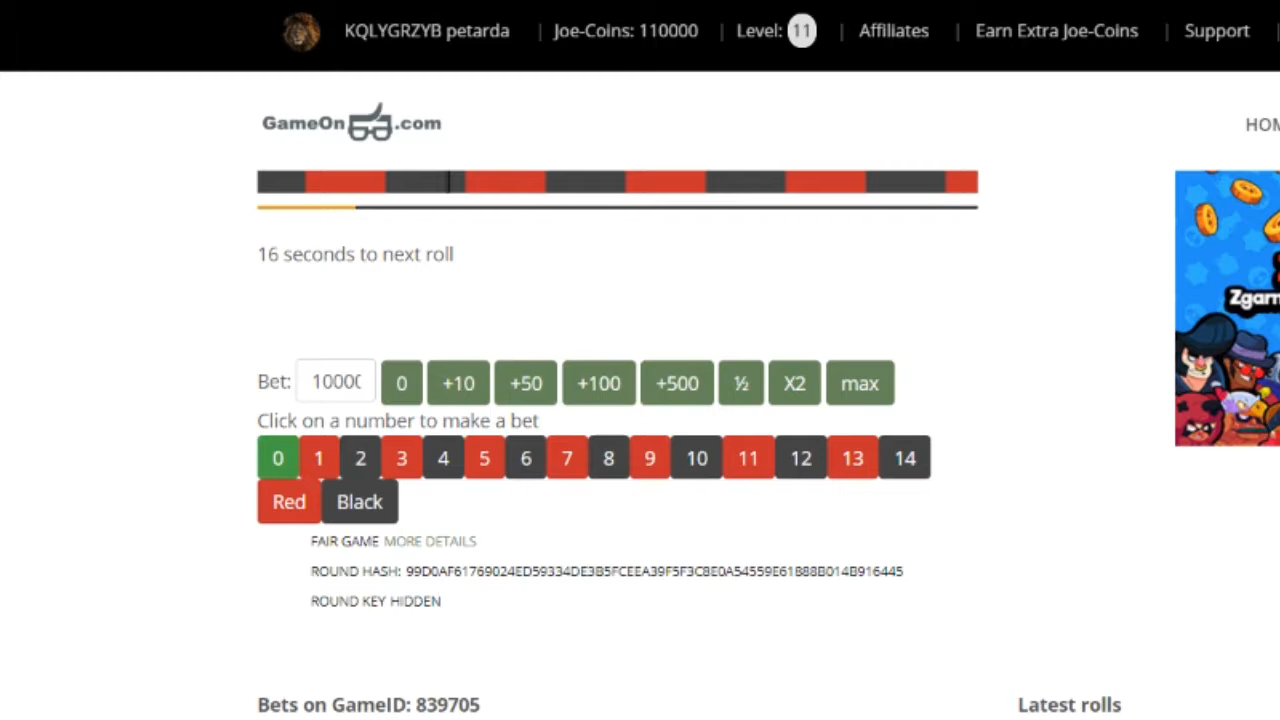 KQLYGRZYB petarda | Joe-Coins: 110000 | Level: 11 | Affiliates | Earn Extra Joe-Coins | Support |
GameOn .com
HOM
16 seconds to next roll
Zgarn
Bet: 10000 0 +10 +50 +100 +500 ½ X2 max
Click on a number to make a bet
0 1 2 3 4 5 6 7 8 9 10 11 12 13 14
Red Black
FAIR GAME MORE DETAILS
ROUND HASH: 99D0AF61769024ED59334DE3B5FCEEA39F5F3C8E0A54559E61B88B014B916445
ROUND KEY HIDDEN
Bets on GameID: 839705
Latest rolls